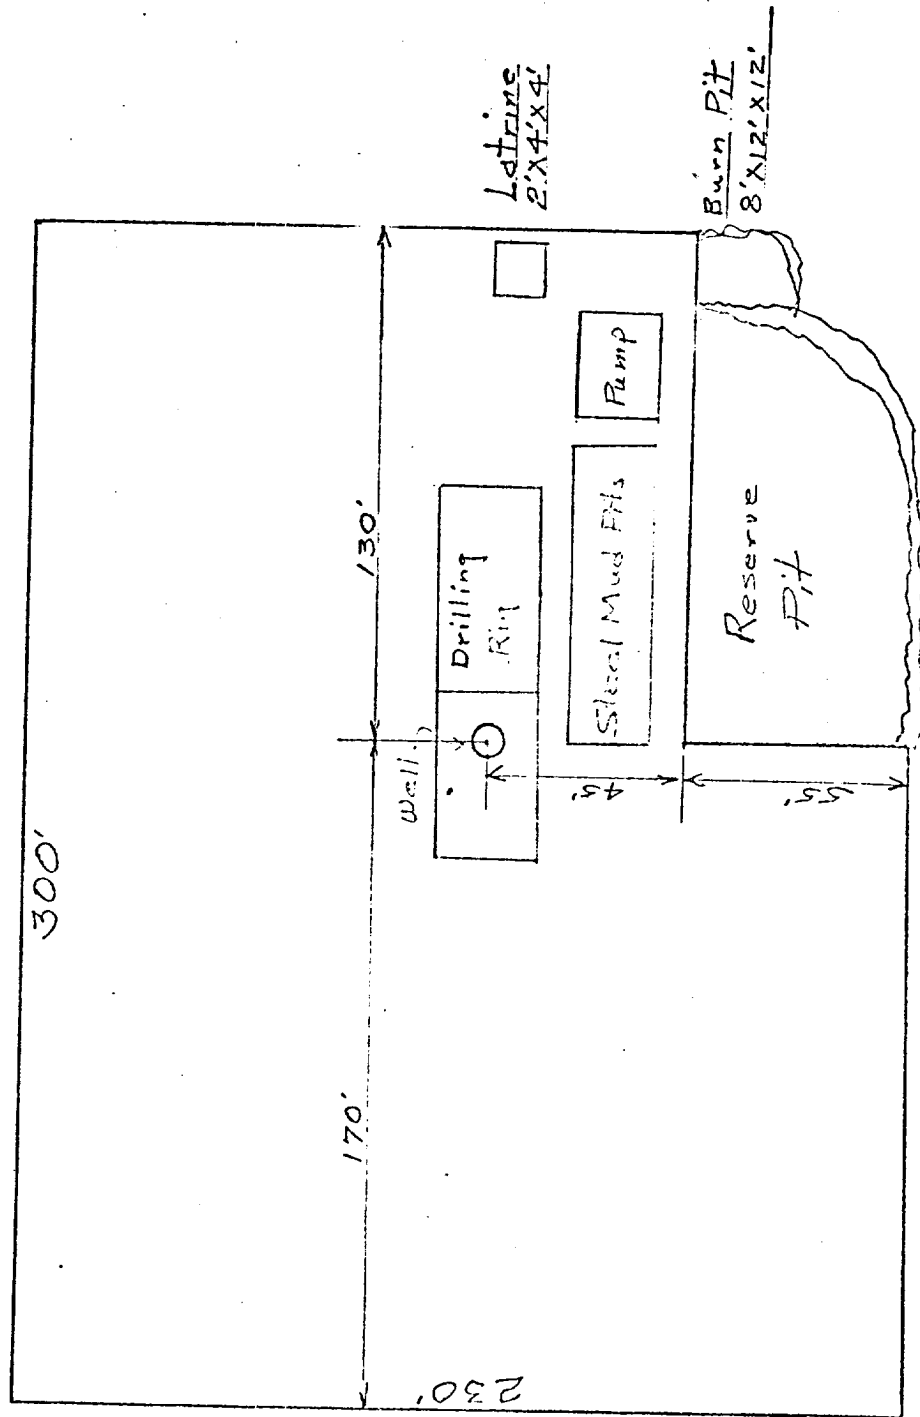 300'
230'
170'
130'
Well
Drilling
Rig
Steel Mud Pits
Pump
Latrine
2'X4'X4'
45'
55'
Reserve
Pit
Burn Pit
8'X12'X12'